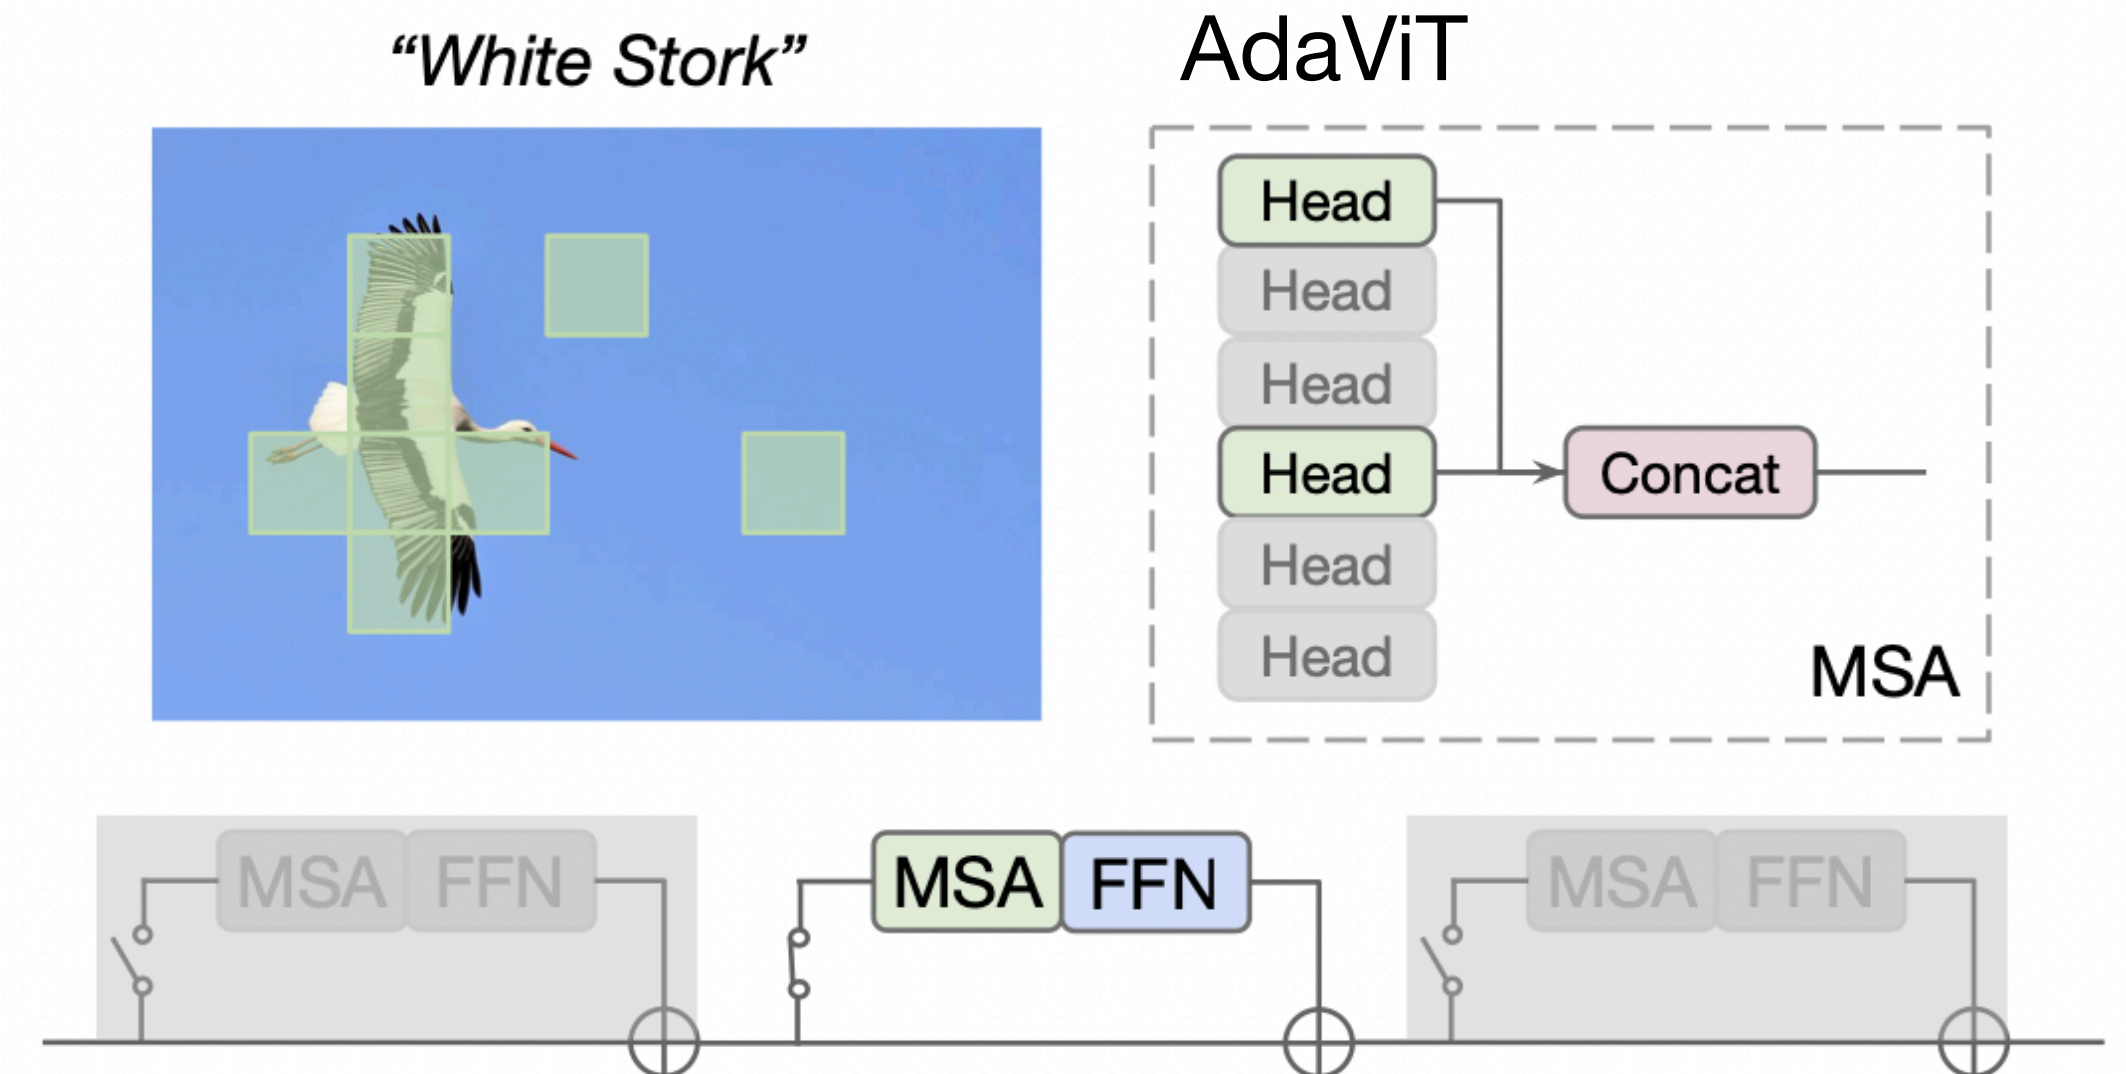 “White Stork”
AdaViT
Head
Head
Head
Head
Concat
Head
Head
MSA
MSA FFN
MSA FFN
MSA FFN